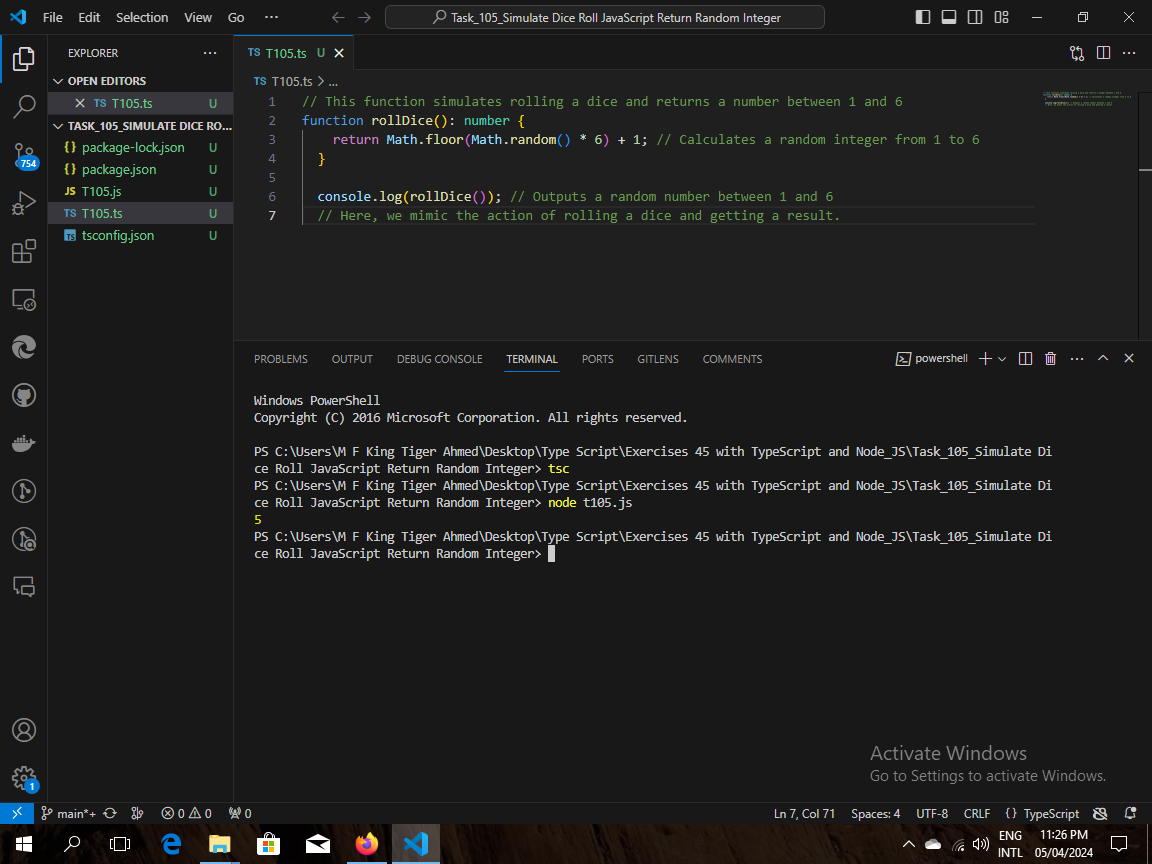 File Edit Selection View Go ··· Task_105_Simulate Dice Roll JavaScript Return Random Integer
EXPLORER ···
OPEN EDITORS
TS T105.ts U
TASK_105_SIMULATE DICE RO...
{} package-lock.json U
{} package.json U
JS T105.js U
TS T105.ts U
TS tsconfig.json U
754
1
TS T105.ts U
TS T105.ts > ...
1 // This function simulates rolling a dice and returns a number between 1 and 6
2 function rollDice(): number {
3 return Math.floor(Math.random() * 6) + 1; // Calculates a random integer from 1 to 6
4 }
5
6 console.log(rollDice()); // Outputs a random number between 1 and 6
7 // Here, we mimic the action of rolling a dice and getting a result.
PROBLEMS OUTPUT DEBUG CONSOLE TERMINAL PORTS GITLENS COMMENTS powershell
Windows PowerShell
Copyright (C) 2016 Microsoft Corporation. All rights reserved.
PS C:\Users\M F King Tiger Ahmed\Desktop\Type Script\Exercises 45 with TypeScript and Node_JS\Task_105_Simulate Di
ce Roll JavaScript Return Random Integer> tsc
PS C:\Users\M F King Tiger Ahmed\Desktop\Type Script\Exercises 45 with TypeScript and Node_JS\Task_105_Simulate Di
ce Roll JavaScript Return Random Integer> node t105.js
5
PS C:\Users\M F King Tiger Ahmed\Desktop\Type Script\Exercises 45 with TypeScript and Node_JS\Task_105_Simulate Di
ce Roll JavaScript Return Random Integer>
Activate Windows
Go to Settings to activate Windows.
main*+ 0 0 0 Ln 7, Col 71 Spaces: 4 UTF-8 CRLF {} TypeScript
ENG 11:26 PM
INTL 05/04/2024